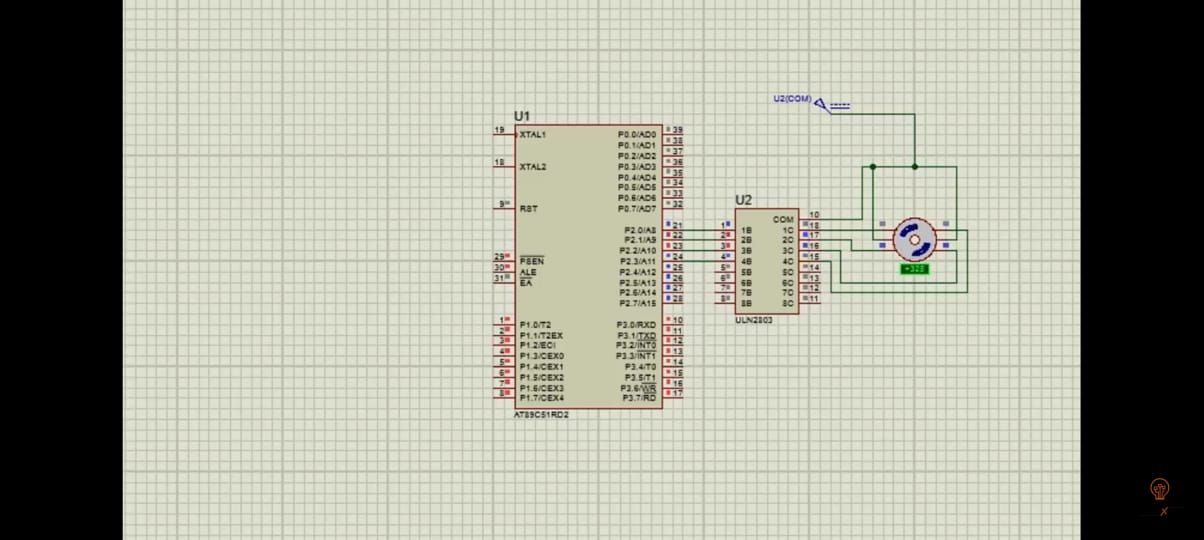 U2(COM)
U1
19 XTAL1
18 XTAL2
9 RST
29 PSEN
30 ALE
31 EA
1 P1.0/T2
2 P1.1/T2EX
3 P1.2/ECI
4 P1.3/CEX0
5 P1.4/CEX1
6 P1.5/CEX2
7 P1.6/CEX3
8 P1.7/CEX4
P0.0/AD0 39
P0.1/AD1 38
P0.2/AD2 37
P0.3/AD3 36
P0.4/AD4 35
P0.5/AD5 34
P0.6/AD6 33
P0.7/AD7 32
P2.0/A8 21
P2.1/A9 22
P2.2/A10 23
P2.3/A11 24
P2.4/A12 25
P2.5/A13 26
P2.6/A14 27
P2.7/A15 28
P3.0/RXD 10
P3.1/TXD 11
P3.2/INT0 12
P3.3/INT1 13
P3.4/T0 14
P3.5/T1 15
P3.6/WR 16
P3.7/RD 17
AT89C51RD2
U2
1 1B
2 2B
3 3B
4 4B
5 5B
6 6B
7 7B
8 8B
COM 10
1C 18
2C 17
3C 16
4C 15
5C 14
6C 13
7C 12
8C 11
ULN2803
+325